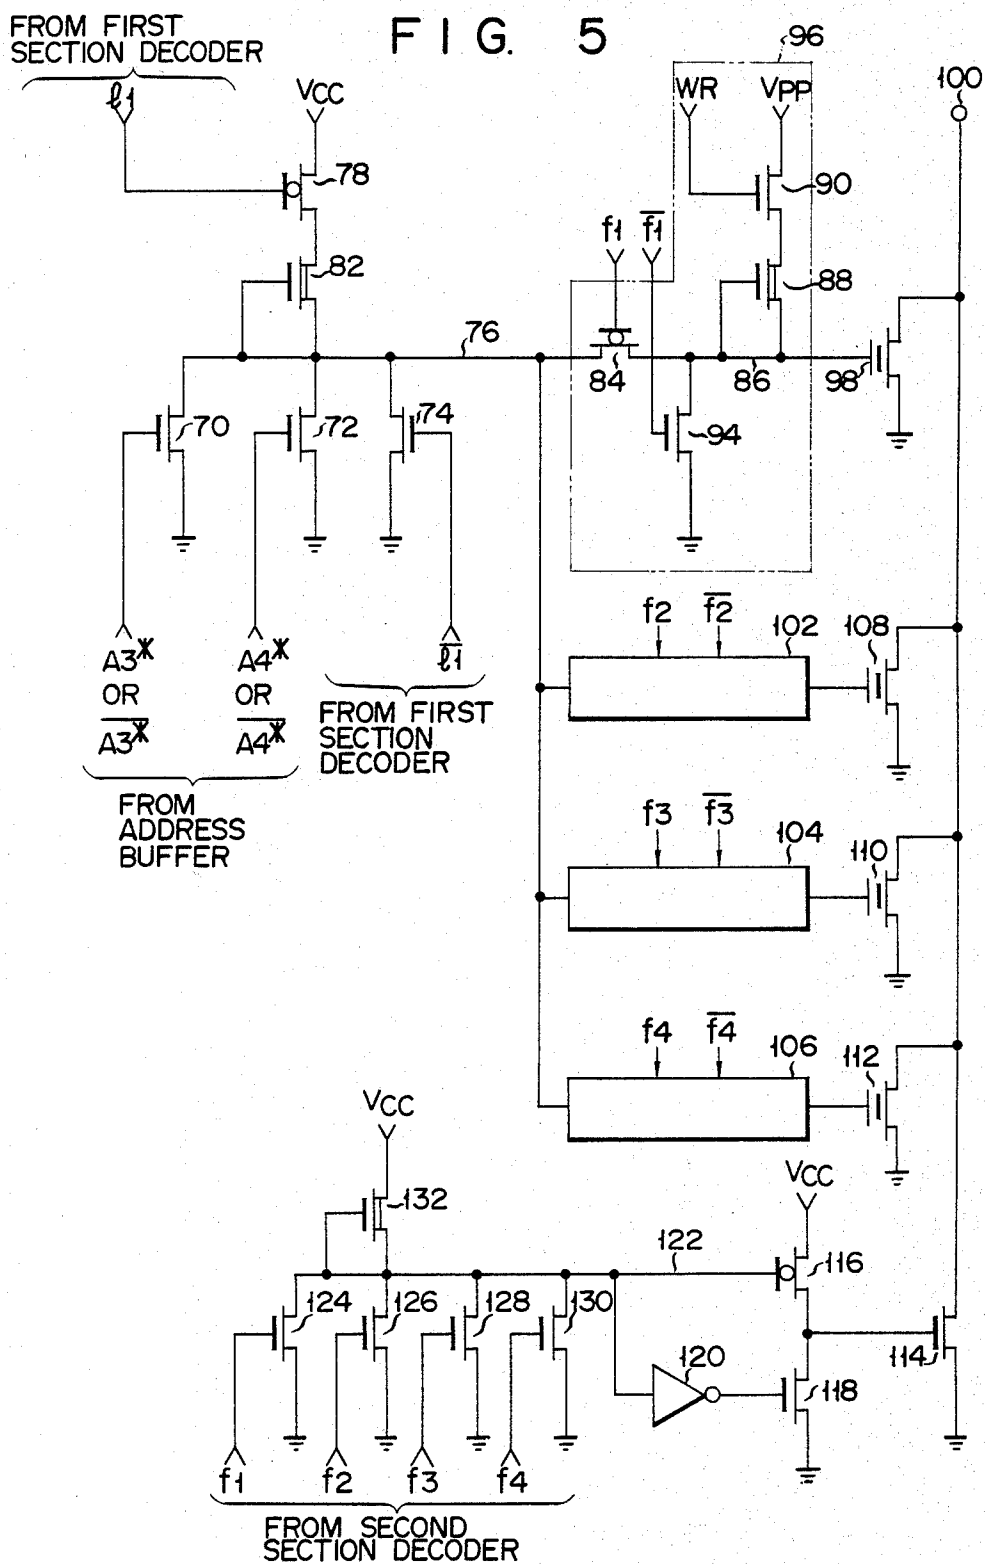 FIG. 5
FROM FIRST
SECTION DECODER
ℓ1
VCC
78
82
76
70
72
74
A3*
OR
A3*
A4*
OR
A4*
ℓ1
FROM FIRST
SECTION
DECODER
FROM
ADDRESS
BUFFER
96
WR
VPP
100
90
f1
f1
88
84
86
98
94
f2
f2
102
108
f3
f3
104
110
f4
f4
106
112
VCC
132
VCC
122
116
124
126
128
130
114
120
118
f1
f2
f3
f4
FROM SECOND
SECTION DECODER